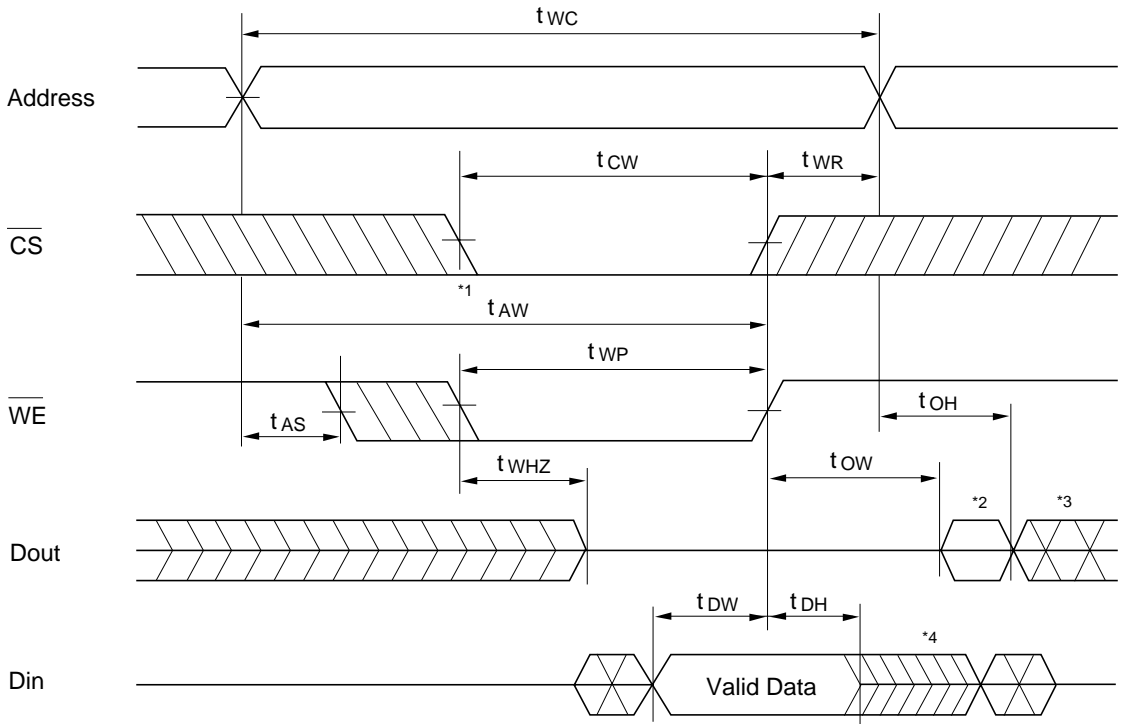 t WC
Address
t CW
t WR
CS
*1
t AW
t WP
WE
t AS
t OH
t WHZ
t OW
*2
*3
Dout
t DW
t DH
*4
Din
Valid Data